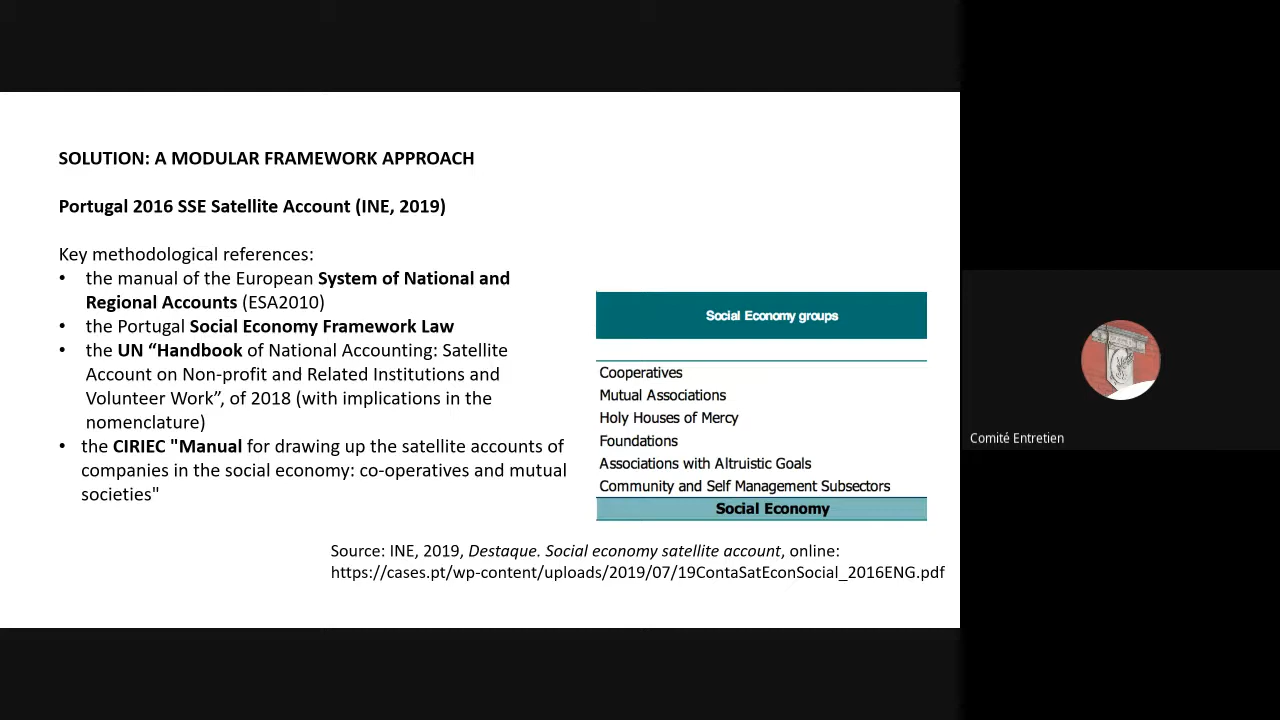 SOLUTION: A MODULAR FRAMEWORK APPROACH
Portugal 2016 SSE Satellite Account (INE, 2019)
Key methodological references:
• the manual of the European System of National and
Regional Accounts (ESA2010)
• the Portugal Social Economy Framework Law
• the UN “Handbook of National Accounting: Satellite
Account on Non-profit and Related Institutions and
Volunteer Work”, of 2018 (with implications in the
nomenclature)
• the CIRIEC "Manual for drawing up the satellite accounts of
companies in the social economy: co-operatives and mutual
societies"
Social Economy groups
Cooperatives
Mutual Associations
Holy Houses of Mercy
Foundations
Associations with Altruistic Goals
Community and Self Management Subsectors
Social Economy
Source: INE, 2019, Destaque. Social economy satellite account, online:
https://cases.pt/wp-content/uploads/2019/07/19ContaSatEconSocial_2016ENG.pdf
Comité Entretien